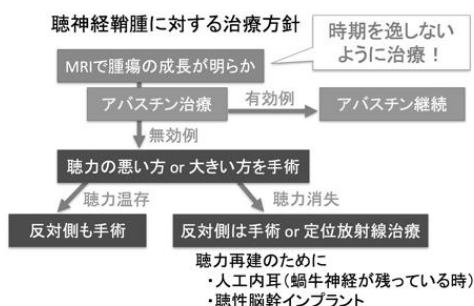 聴神経鞘腫に対する治療方針
時期を逸しない
ように治療！
MRIで腫瘍の成長が明らか
アバスチン治療
有効例
アバスチン継続
無効例
聴力の悪い方 or 大きい方を手術
聴力温存
聴力消失
反対側も手術
反対側は手術 or 定位放射線治療
聴力再建のために
・人工内耳（蝸牛神経が残っている時）
・聴性脳幹インプラント